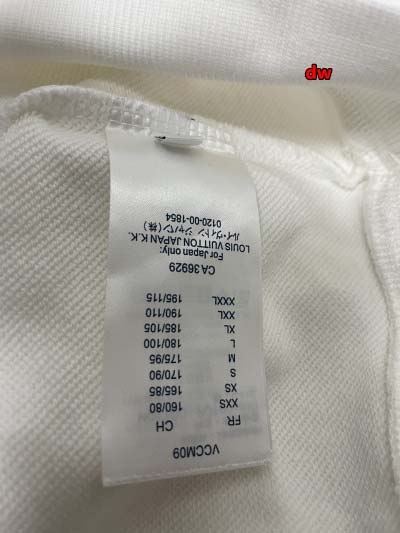 dw
VCCM09
FR CH
XXS 160/80
XS 165/85
S 170/90
M 175/95
L 180/100
XL 185/105
XXL 190/110
XXXL 195/115
CA 36929
For Japan only:
LOUIS VUITTON JAPAN K.K.
ルイ・ヴィトン ジャパン(株)
0120-00-1854